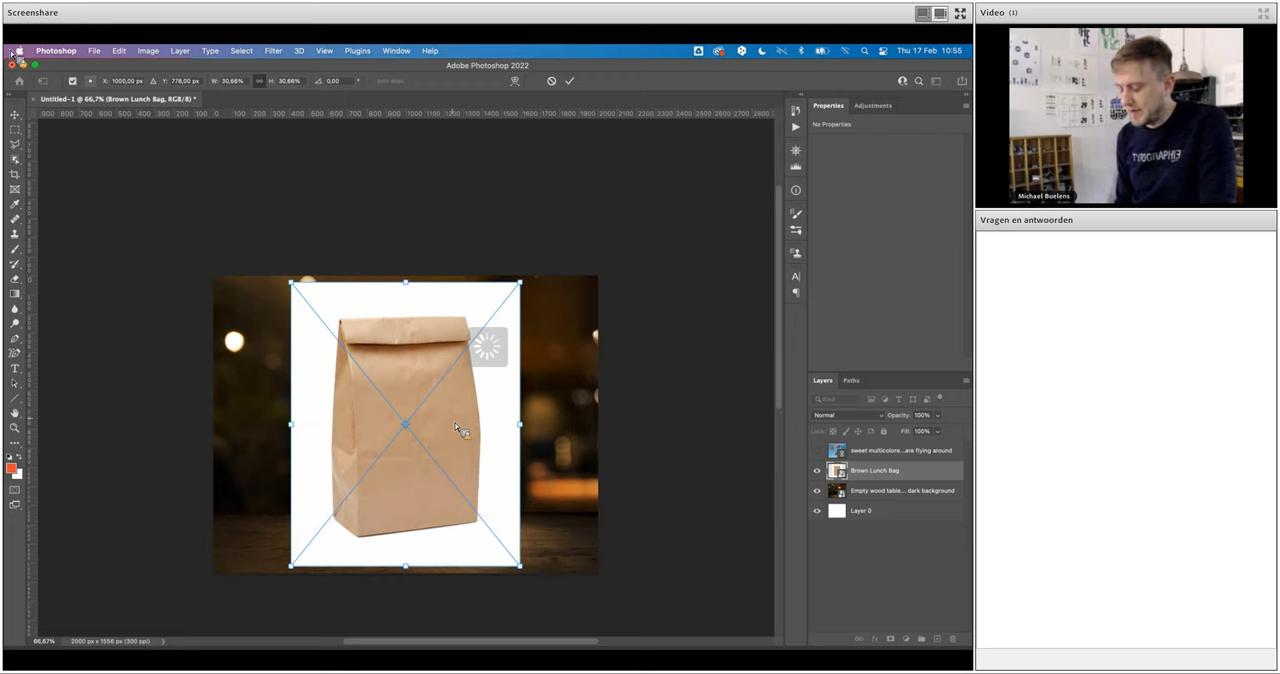 Screenshare
Photoshop File Edit Image Layer Type Select Filter 3D View Plugins Window Help
Thu 17 Feb 10:55
Adobe Photoshop 2022
X: 1000,00 px Y: 778,00 px W: 30,66% H: 30,66% 0,00
Untitled-1 @ 66,7% (Brown Lunch Bag, RGB/8) *
Properties Adjustments
No Properties
Layers Paths
Kind
Normal Opacity: 100%
Lock: Fill: 100%
sweet multicolore...are flying around
Brown Lunch Bag
Empty wood table... dark background
Layer 0
66,67% 2000 px x 1556 px (300 ppi)
Video (1)
Michael Buelens
Vragen en antwoorden